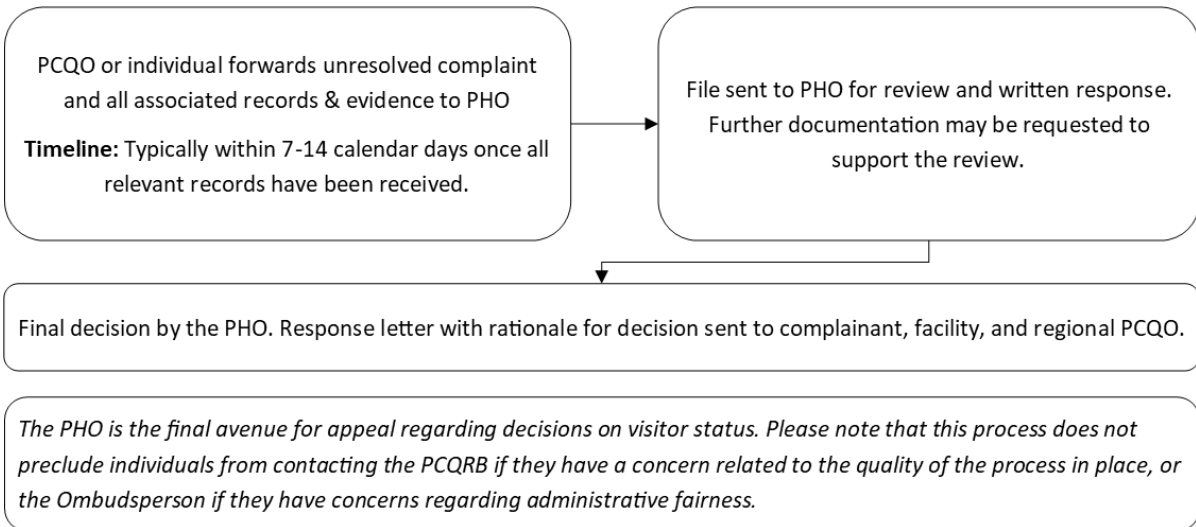 PCQO or individual forwards unresolved complaint
and all associated records & evidence to PHO
Timeline: Typically within 7-14 calendar days once all
relevant records have been received.
File sent to PHO for review and written response.
Further documentation may be requested to
support the review.
Final decision by the PHO. Response letter with rationale for decision sent to complainant, facility, and regional PCQO.
The PHO is the final avenue for appeal regarding decisions on visitor status. Please note that this process does not
preclude individuals from contacting the PCQRB if they have a concern related to the quality of the process in place, or
the Ombudsperson if they have concerns regarding administrative fairness.